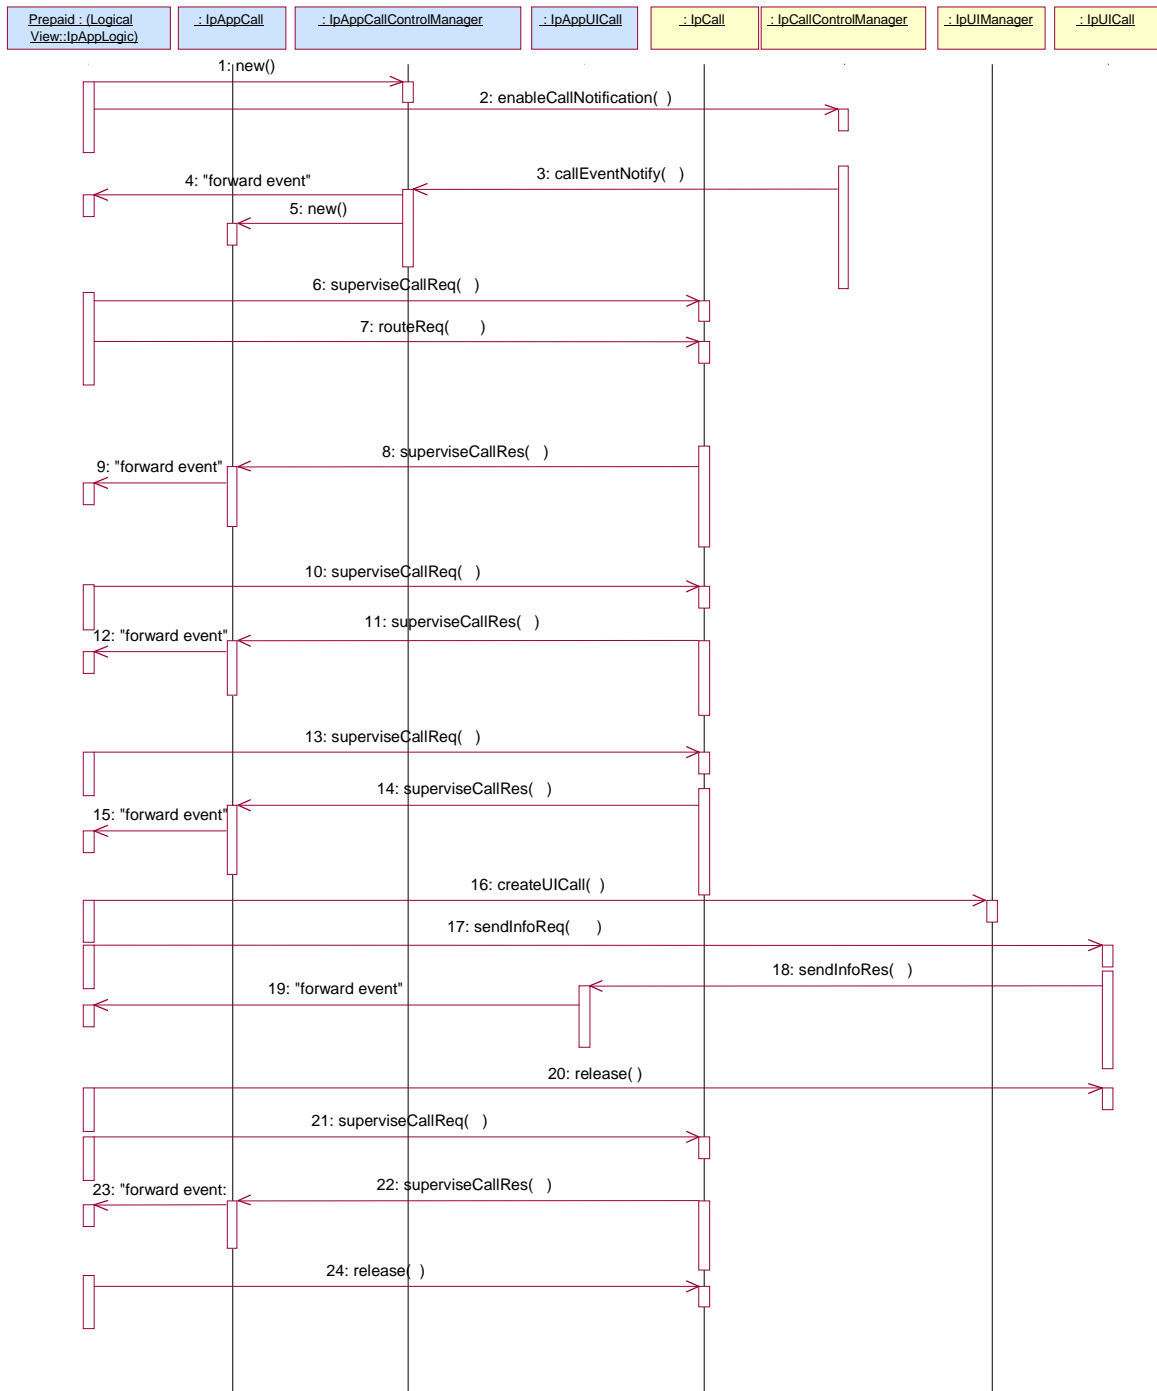 Prepaid : (Logical
View::IpAppLogic)
: IpAppCall
: IpAppCallControlManager
: IpAppUICall
: IpCall
: IpCallControlManager
: IpUIManager
: IpUICall
1: new()
2: enableCallNotification( )
3: callEventNotify( )
4: "forward event"
5: new()
6: superviseCallReq( )
7: routeReq( )
8: superviseCallRes( )
9: "forward event"
10: superviseCallReq( )
11: superviseCallRes( )
12: "forward event"
13: superviseCallReq( )
14: superviseCallRes( )
15: "forward event"
16: createUICall( )
17: sendInfoReq( )
18: sendInfoRes( )
19: "forward event"
20: release( )
21: superviseCallReq( )
22: superviseCallRes( )
23: "forward event:
24: release( )